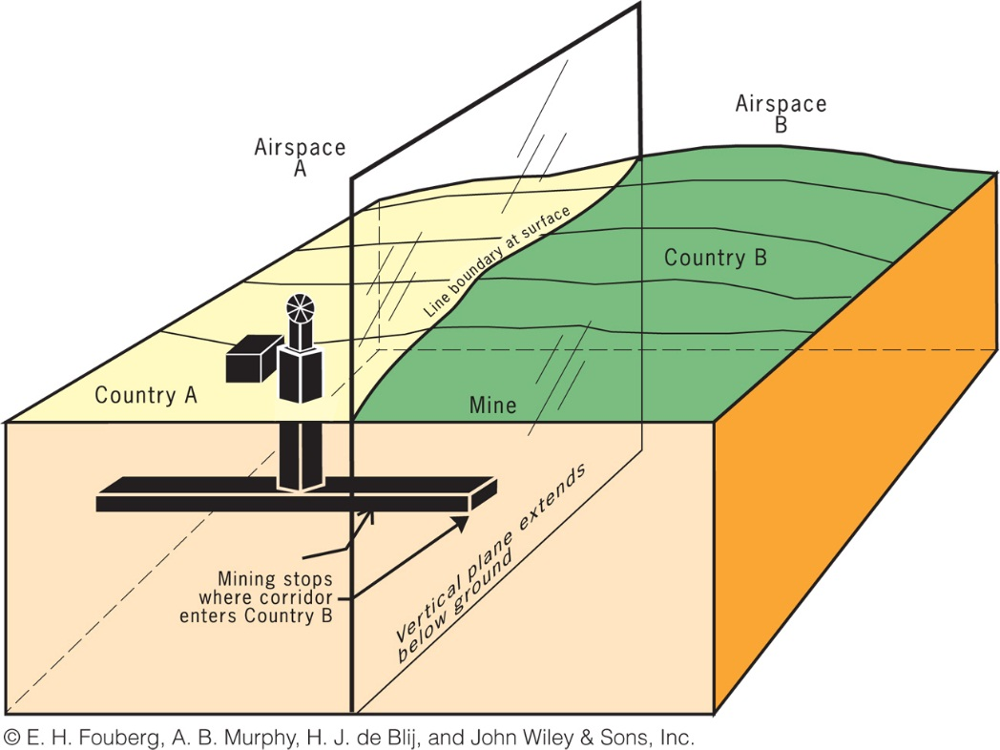 Airspace
A
Airspace
B
Line boundary at surface
Country B
Country A
Mine
Mining stops
where corridor
enters Country B
Vertical plane extends
below ground
© E. H. Fouberg, A. B. Murphy, H. J. de Blij, and John Wiley & Sons, Inc.